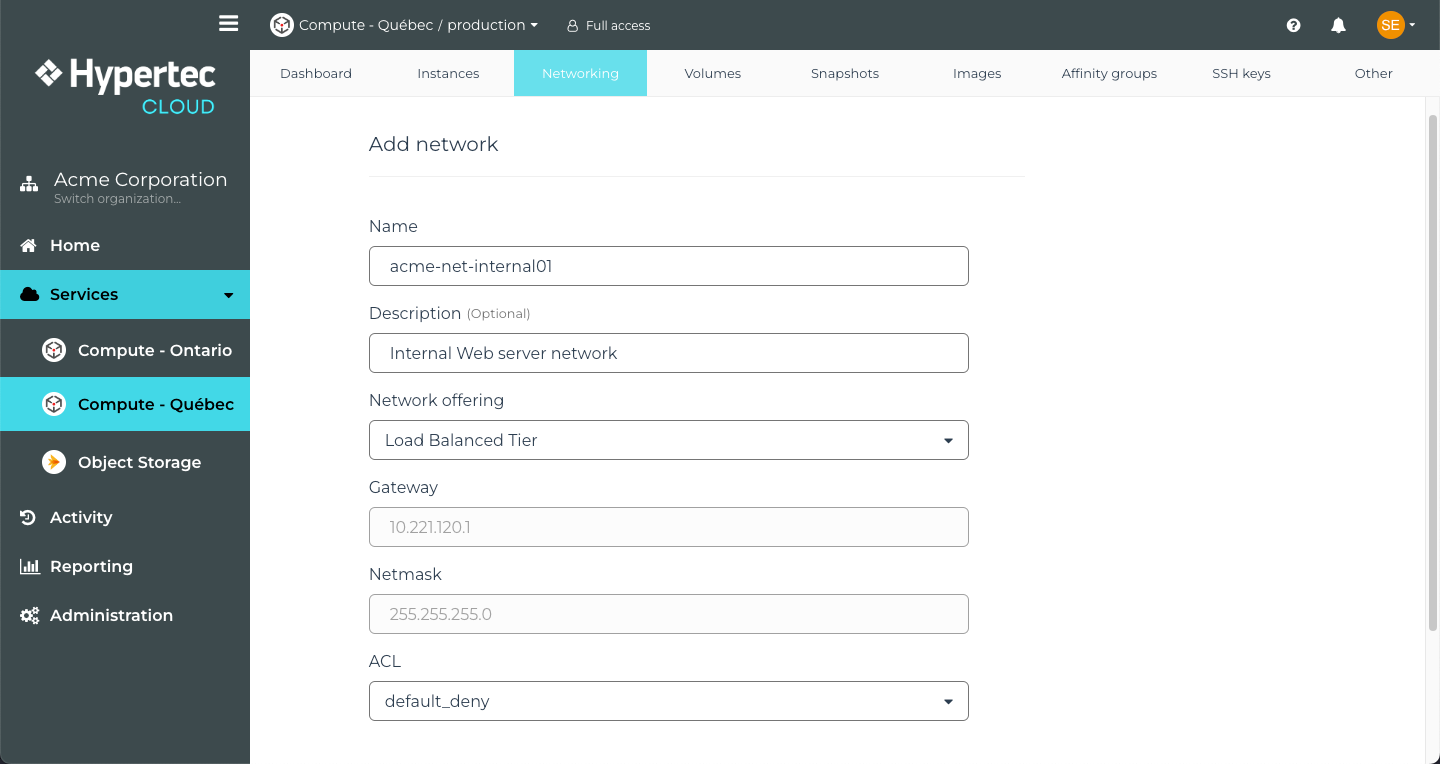 Compute - Québec / production
Full access
SE
Hypertec
CLOUD
Acme Corporation
Switch organization...
Home
Services
Compute - Ontario
Compute - Québec
Object Storage
Activity
Reporting
Administration
Dashboard Instances Networking Volumes Snapshots Images Affinity groups SSH keys Other
Add network
Name
acme-net-internal01
Description (Optional)
Internal Web server network
Network offering
Load Balanced Tier
Gateway
10.221.120.1
Netmask
255.255.255.0
ACL
default_deny